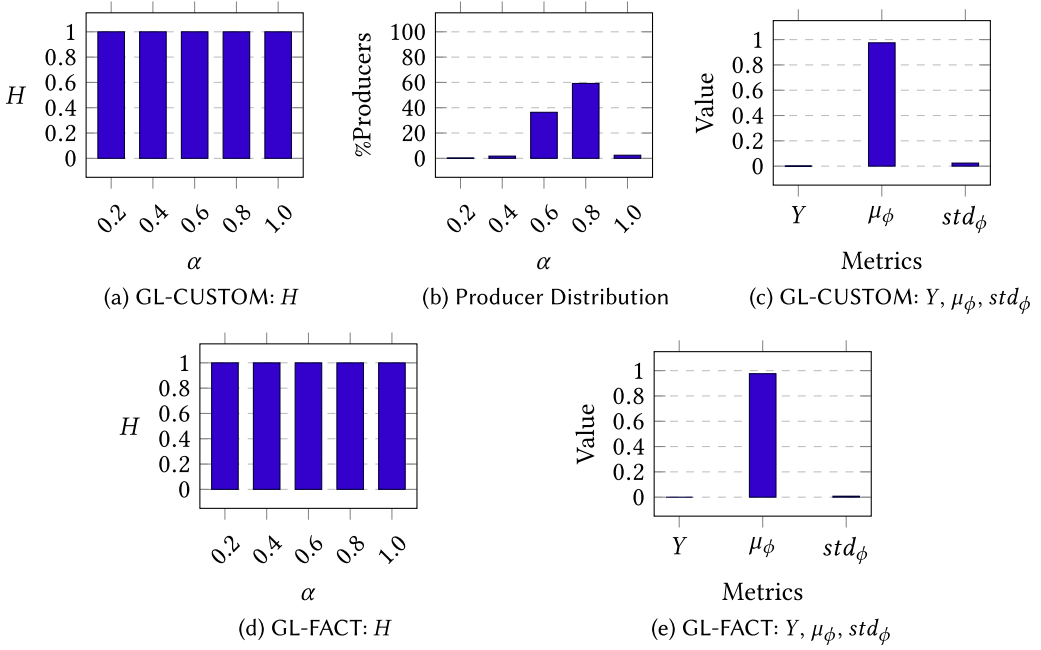 1
0.8
0.6
0.4
0.2
0
H
0.2 0.4 0.6 0.8 1.0
α
(a) GL-CUSTOM: H
100
80
60
40
20
0
%Producers
0.2 0.4 0.6 0.8 1.0
α
(b) Producer Distribution
1
0.8
0.6
0.4
0.2
0
Value
Y μϕ stdϕ
Metrics
(c) GL-CUSTOM: Y, μϕ, stdϕ
1
0.8
0.6
0.4
0.2
0
H
0.2 0.4 0.6 0.8 1.0
α
(d) GL-FACT: H
1
0.8
0.6
0.4
0.2
0
Value
Y μϕ stdϕ
Metrics
(e) GL-FACT: Y, μϕ, stdϕ